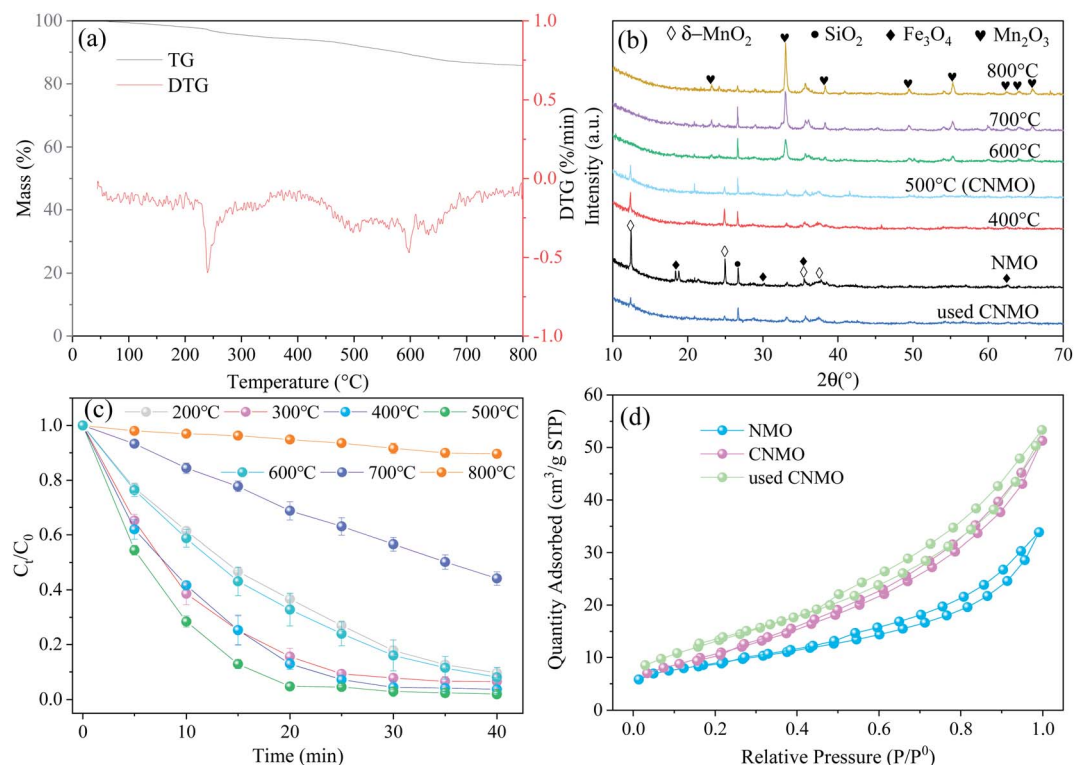 (a)
TG
DTG
100
80
60
40
20
0
Mass (%)
0 100 200 300 400 500 600 700 800
Temperature (°C)
1.0
0.5
0.0
-0.5
-1.0
DTG (%/min)
(b)
◊ δ–MnO₂ ● SiO₂ ♦ Fe₃O₄ ♥ Mn₂O₃
800°C
700°C
600°C
500°C (CNMO)
400°C
NMO
used CNMO
Intensity (a.u.)
10 20 30 40 50 60 70
2θ(°)
(c)
200°C 300°C 400°C 500°C
600°C 700°C 800°C
1.0
0.8
0.6
0.4
0.2
0.0
Cₜ/C₀
0 10 20 30 40
Time (min)
(d)
NMO
CNMO
used CNMO
60
50
40
30
20
10
0
Quantity Adsorbed (cm³/g STP)
0.0 0.2 0.4 0.6 0.8 1.0
Relative Pressure (P/P⁰)